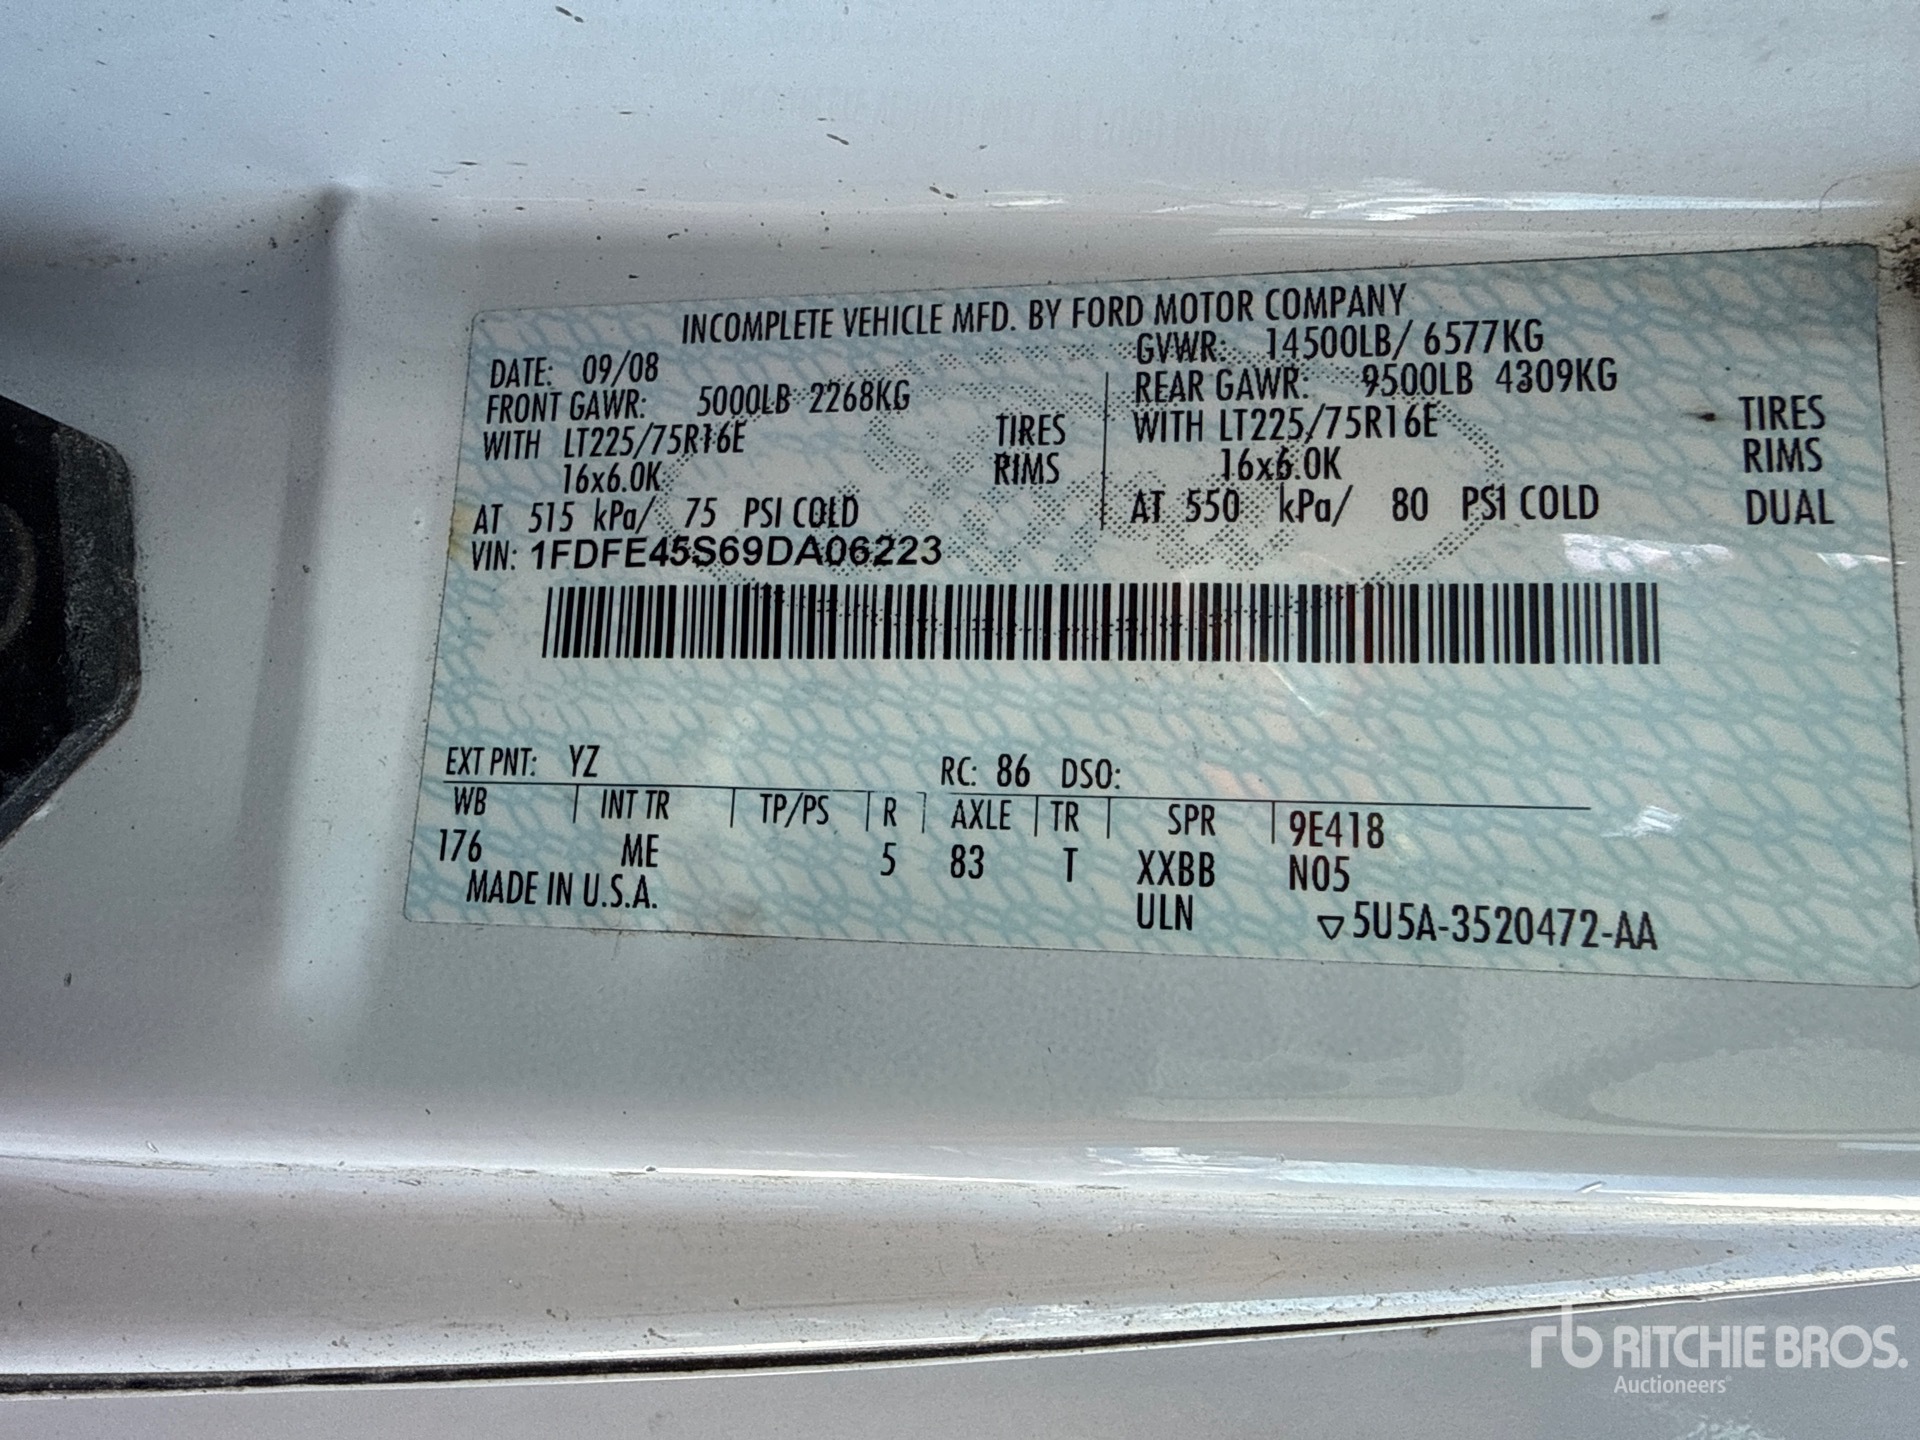 INCOMPLETE VEHICLE MFD. BY FORD MOTOR COMPANY
DATE: 09/08 GVWR: 14500LB/ 6577KG
FRONT GAWR: 5000LB 2268KG REAR GAWR: 9500LB 4309KG
WITH LT225/75R16E TIRES WITH LT225/75R16E TIRES
16x6.0K RIMS 16x6.0K RIMS
AT 515 kPa/ 75 PSI COLD AT 550 kPa/ 80 PSI COLD DUAL
VIN: 1FDFE45S69DA06223
EXT PNT: YZ RC: 86 DSO:
WB INT TR TP/PS R AXLE TR SPR 9E418
176 ME 5 83 T XXBB N05
MADE IN U.S.A. ULN ▽5U5A-3520472-AA
rb RITCHIE BROS.
Auctioneers